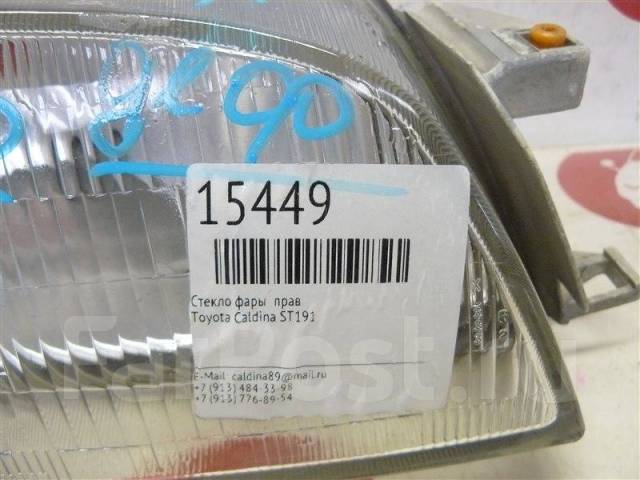 15449
Стекло фары прав
Toyota Caldina ST191
E-Mail: caldina89@mail.ru
+7 (913) 484-33-98
+7 (913) 776-89-54